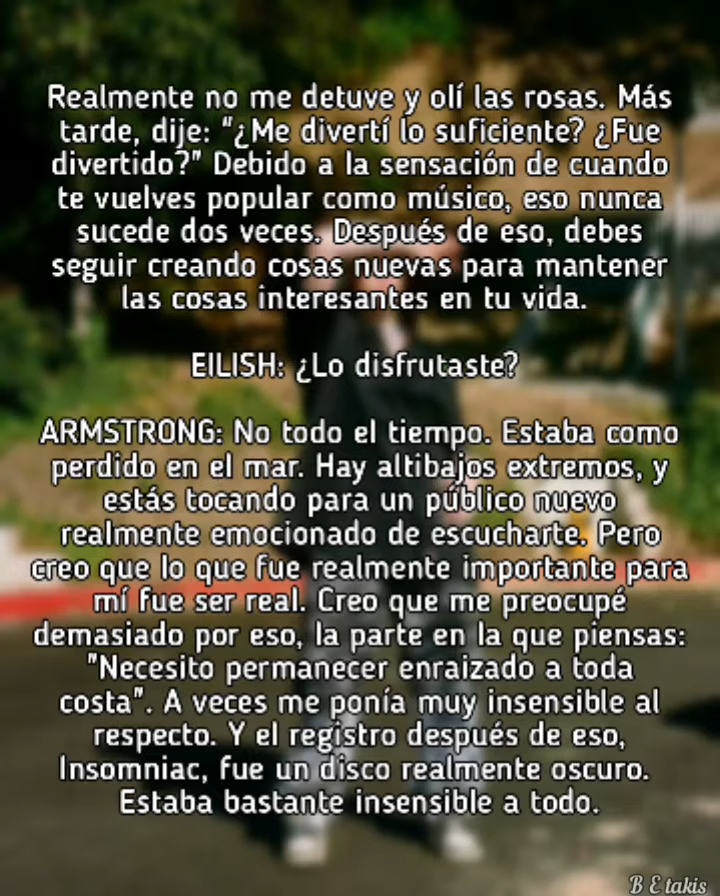 Realmente no me detuve y olí las rosas. Más
tarde, dije: "¿Me divertí lo suficiente? ¿Fue
divertido?" Debido a la sensación de cuando
te vuelves popular como músico, eso nunca
sucede dos veces. Después de eso, debes
seguir creando cosas nuevas para mantener
las cosas interesantes en tu vida.
EILISH: ¿Lo disfrutaste?
ARMSTRONG: No todo el tiempo. Estaba como
perdido en el mar. Hay altibajos extremos, y
estás tocando para un público nuevo
realmente emocionado de escucharte. Pero
creo que lo que fue realmente importante para
mí fue ser real. Creo que me preocupé
demasiado por eso, la parte en la que piensas:
"Necesito permanecer enraizado a toda
costa". A veces me ponía muy insensible al
respecto. Y el registro después de eso,
Insomniac, fue un disco realmente oscuro.
Estaba bastante insensible a todo.
B E takis